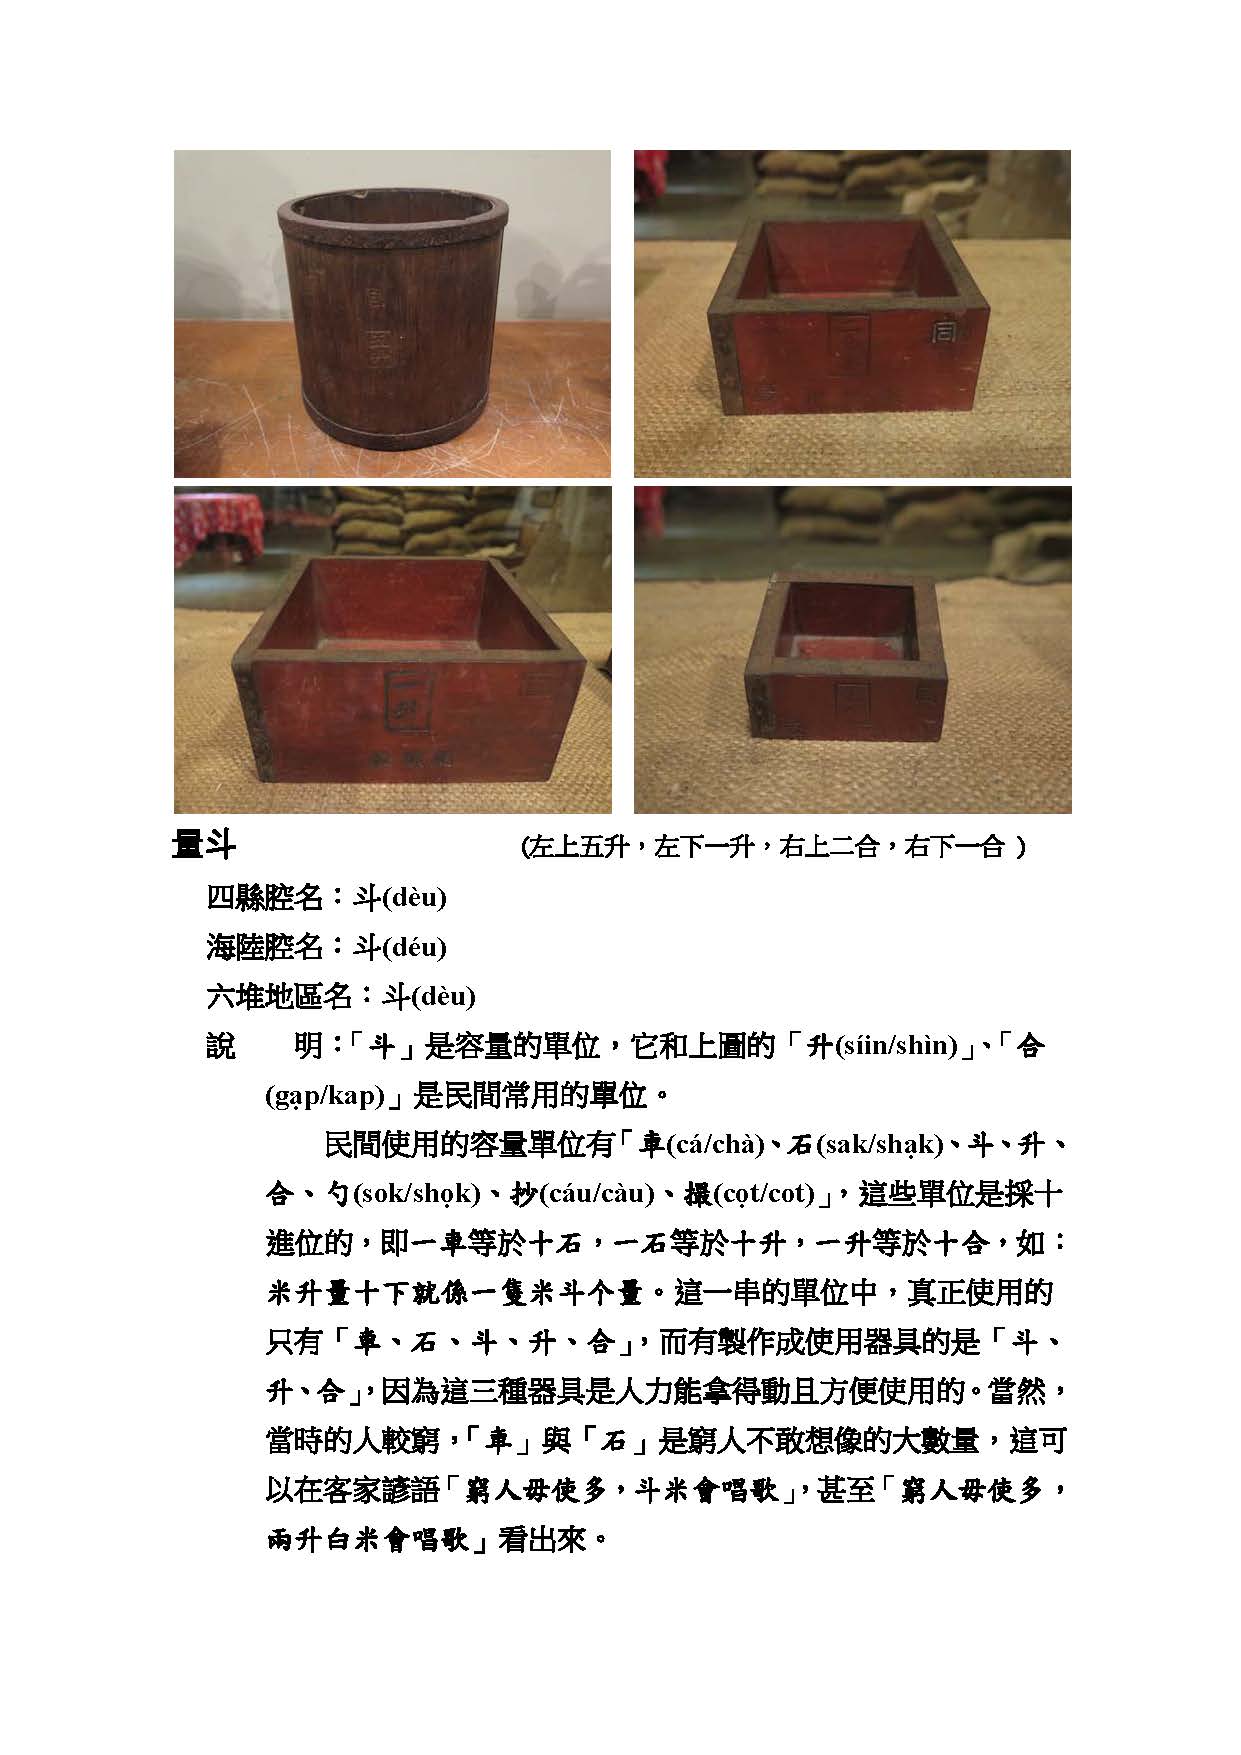 五升
同
一升
量斗 (左上五升，左下一升，右上二合，右下一合 )
四縣腔名：斗(dèu)
海陸腔名：斗(déu)
六堆地區名：斗(dèu)
說 明：「斗」是容量的單位，它和上圖的「升(síin/shìn)」、「合
(gạp/kap)」是民間常用的單位。
民間使用的容量單位有「車(cá/chà)、石(sak/shạk)、斗、升、
合、勺(sok/shọk)、抄(cáu/càu)、撮(cọt/cot)」，這些單位是採十
進位的，即一車等於十石，一石等於十升，一升等於十合，如：
米升量十下就係一隻米斗个量。這一串的單位中，真正使用的
只有「車、石、斗、升、合」，而有製作成使用器具的是「斗、
升、合」，因為這三種器具是人力能拿得動且方便使用的。當然，
當時的人較窮，「車」與「石」是窮人不敢想像的大數量，這可
以在客家諺語「窮人毋使多，斗米會唱歌」，甚至「窮人毋使多，
兩升白米會唱歌」看出來。